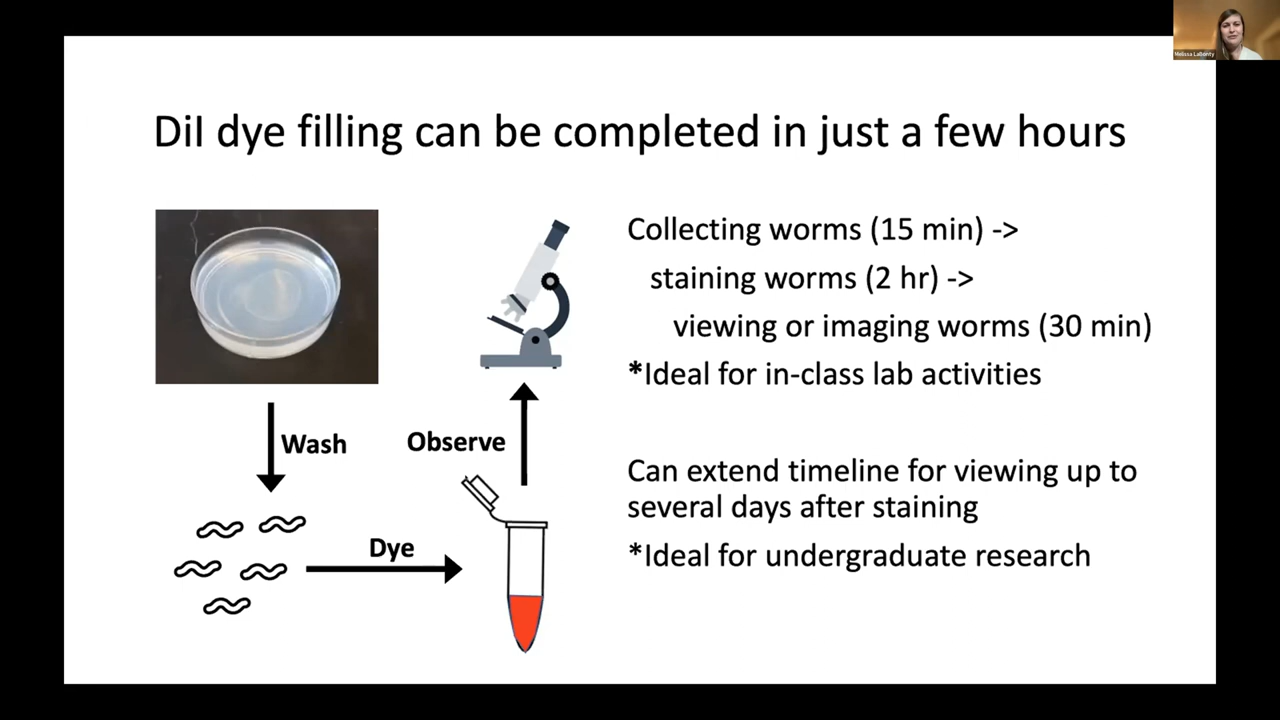 Melissa LaBonty
DiI dye filling can be completed in just a few hours
Collecting worms (15 min) ->
staining worms (2 hr) ->
viewing or imaging worms (30 min)
*Ideal for in-class lab activities
Wash
Observe
Dye
Can extend timeline for viewing up to
several days after staining
*Ideal for undergraduate research